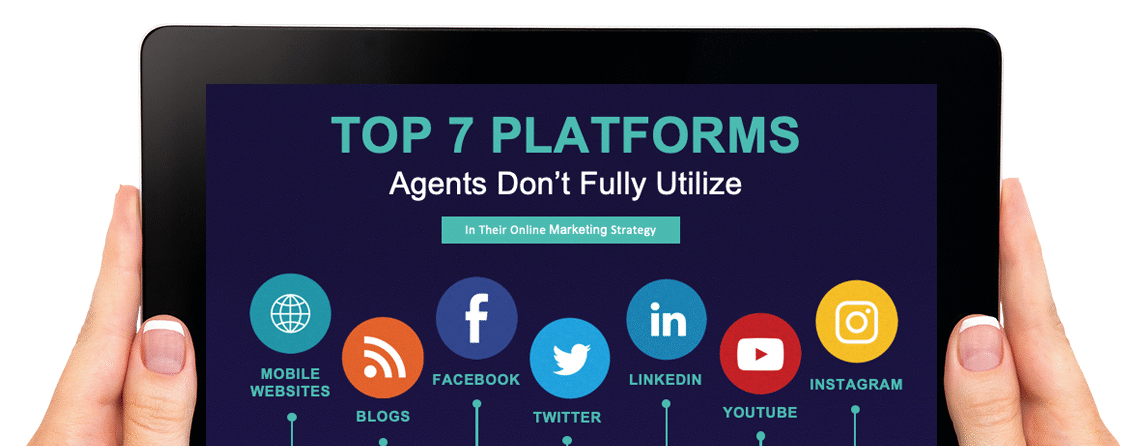 TOP 7 PLATFORMS
Agents Don't Fully Utilize
In Their Online Marketing Strategy
MOBILE
WEBSITES
BLOGS
f
FACEBOOK
TWITTER
in
LINKEDIN
YOUTUBE
INSTAGRAM